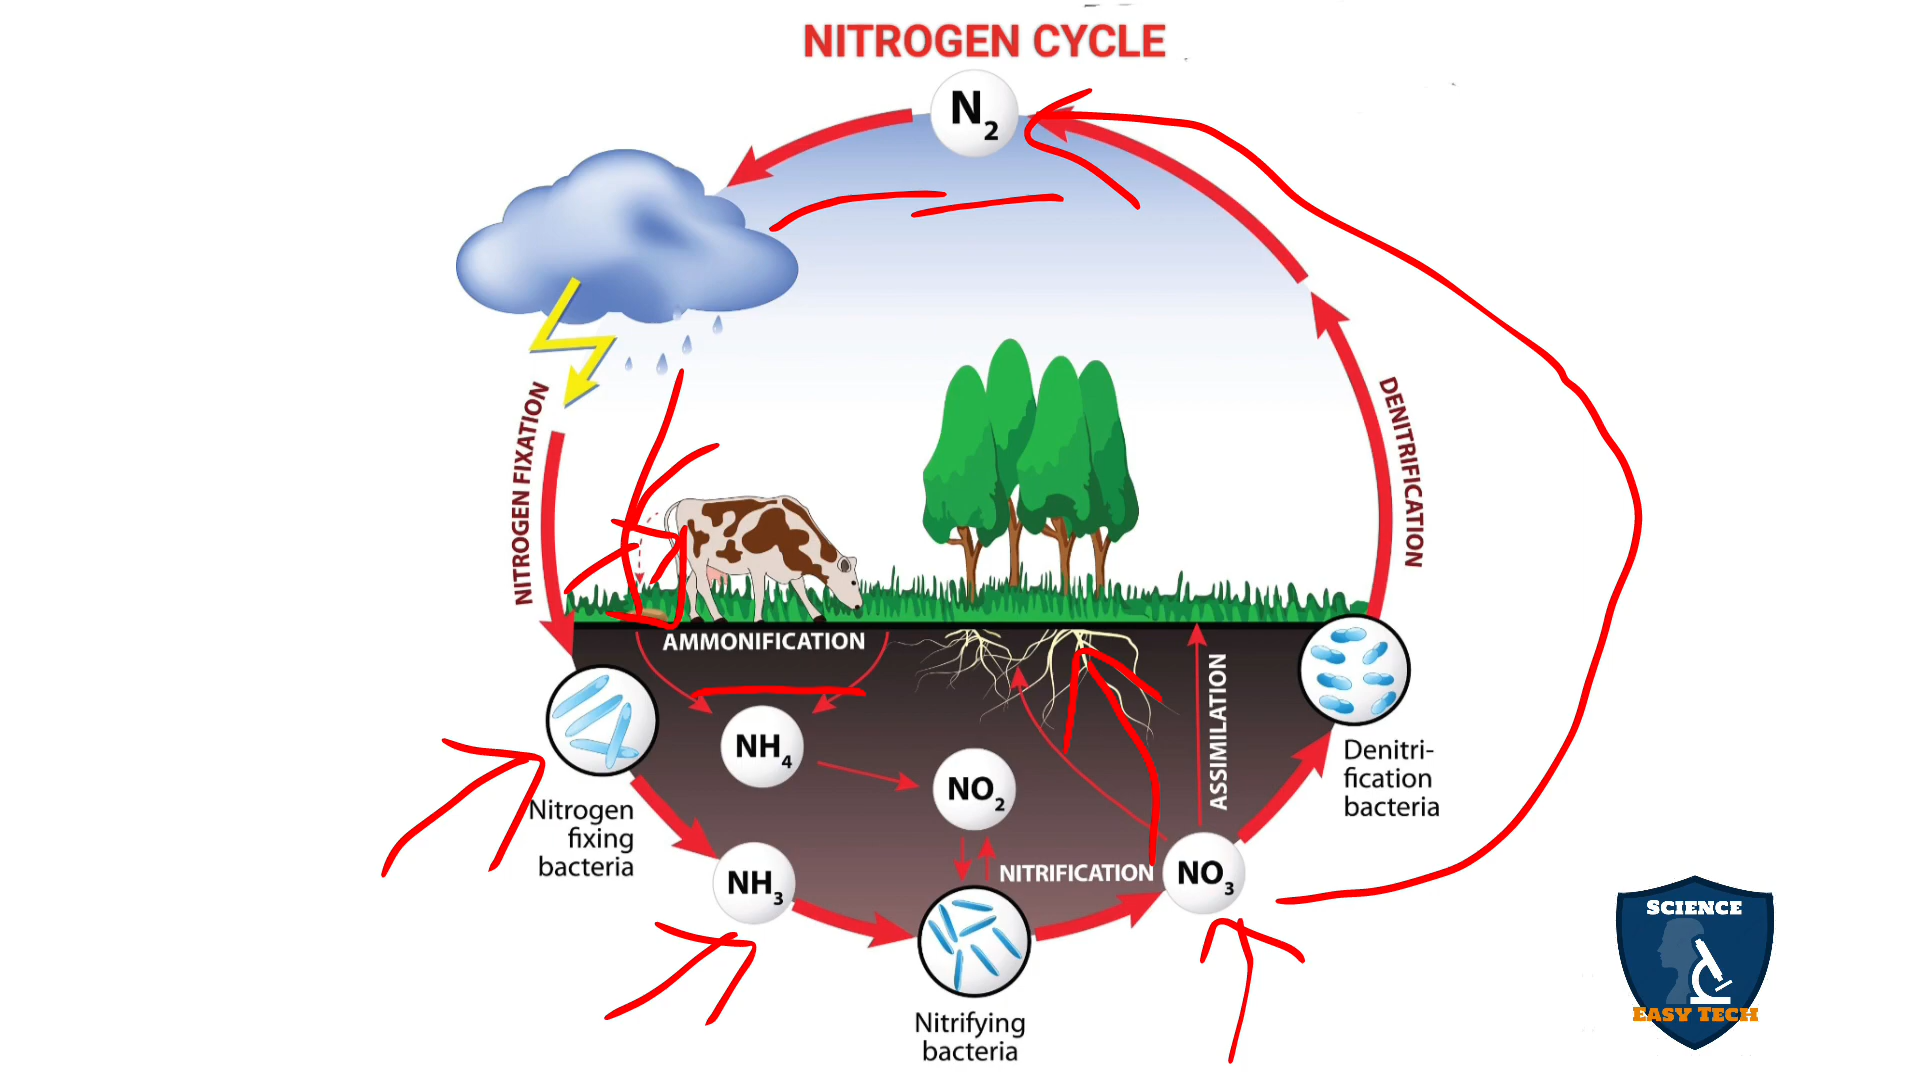 NITROGEN CYCLE
N2
NITROGEN FIXATION
DENITRIFICATION
AMMONIFICATION
NH4
NO2
ASSIMILATION
Nitrogen
fixing
bacteria
Denitri-
fication
bacteria
NH3
NITRIFICATION
NO3
Nitrifying
bacteria
SCIENCE
EASY TECH